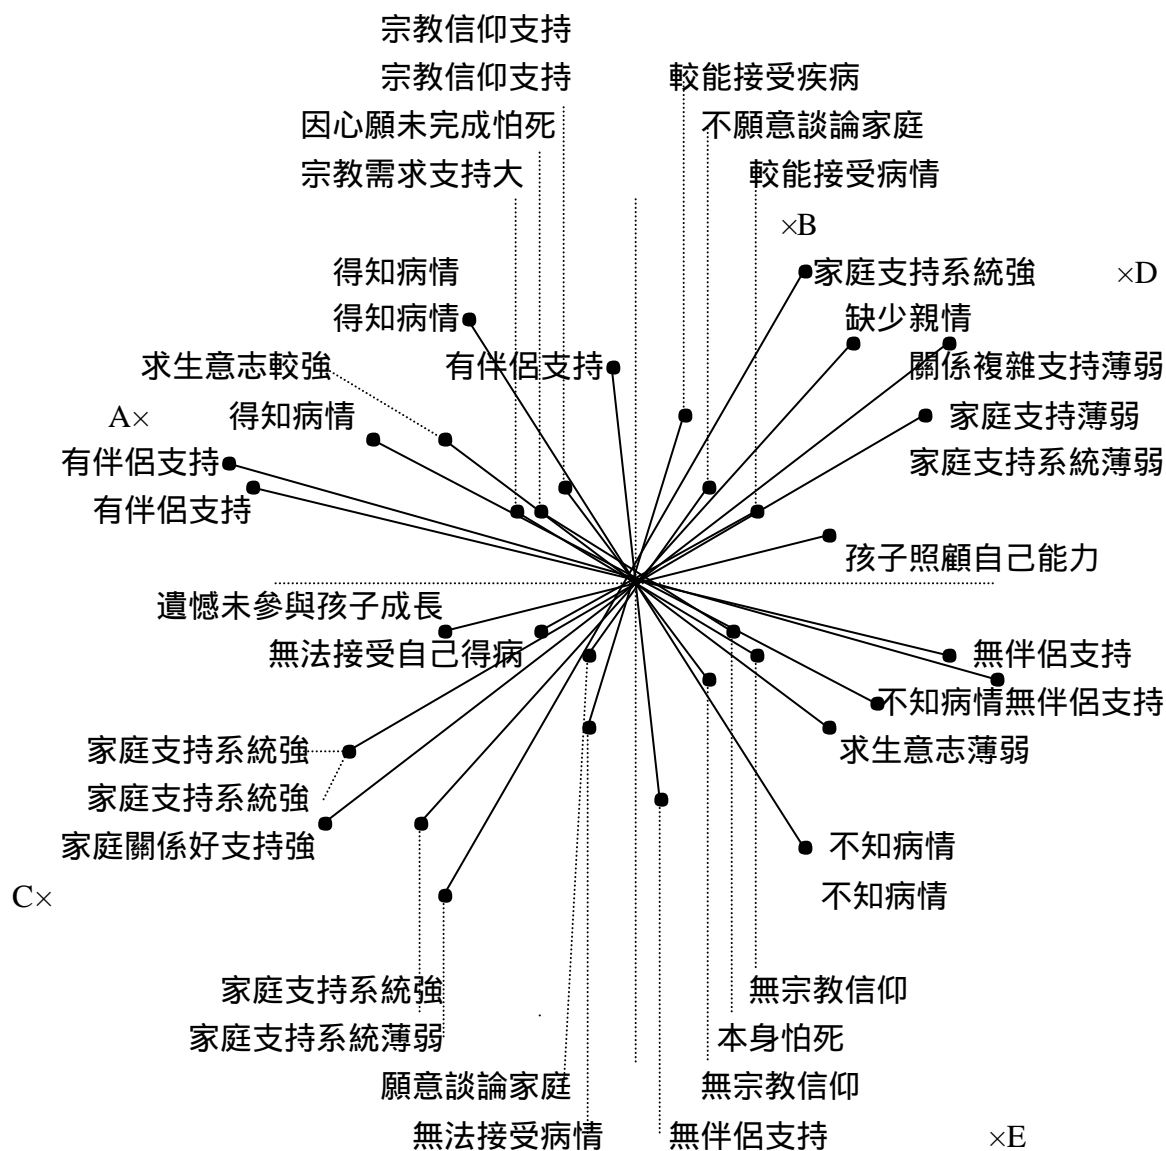 宗教信仰支持
宗教信仰支持
較能接受疾病
因心願未完成怕死
不願意談論家庭
宗教需求支持大
較能接受病情
×B
得知病情
家庭支持系統強
×D
得知病情
缺少親情
求生意志較強
有伴侶支持
關係複雜支持薄弱
A×
得知病情
家庭支持薄弱
有伴侶支持
家庭支持系統薄弱
有伴侶支持
孩子照顧自己能力
遺憾未參與孩子成長
無法接受自己得病
無伴侶支持
不知病情無伴侶支持
家庭支持系統強
求生意志薄弱
家庭支持系統強
家庭關係好支持強
不知病情
C×
不知病情
家庭支持系統強
無宗教信仰
家庭支持系統薄弱
本身怕死
願意談論家庭
無宗教信仰
無法接受病情
無伴侶支持
×E